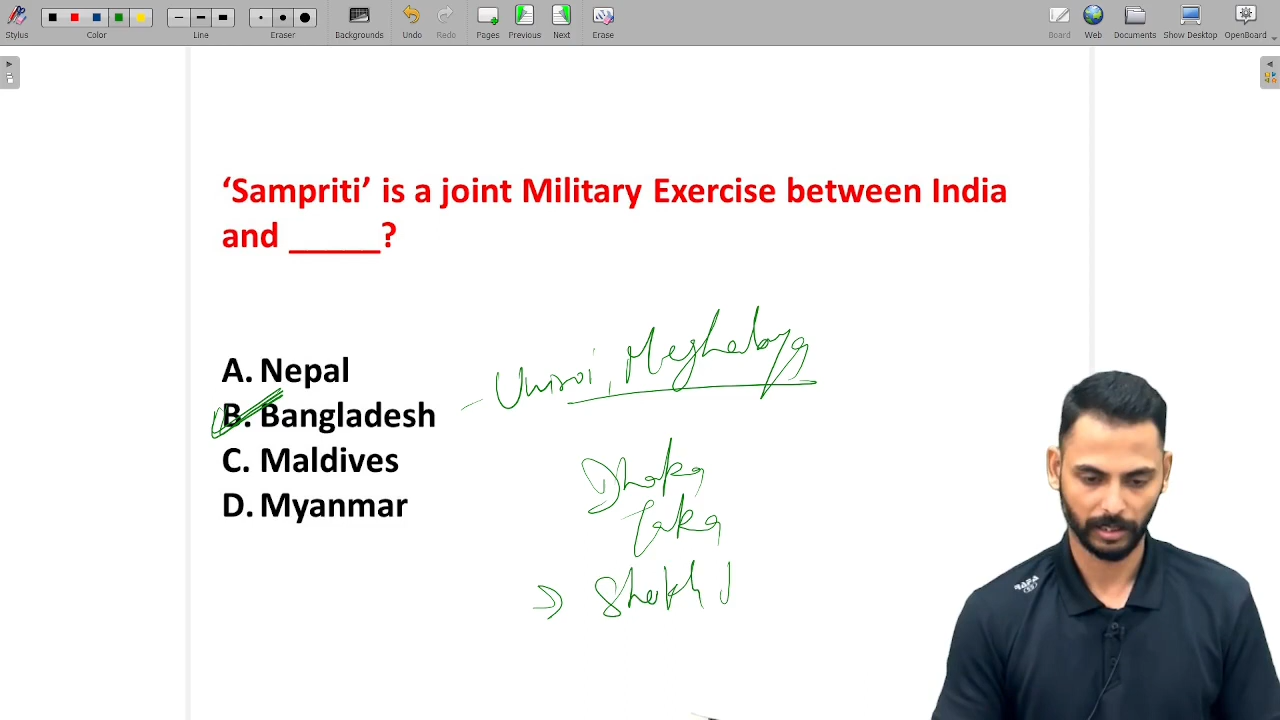 Stylus
Color
Line
Eraser
Backgrounds
Undo
Redo
Pages
Previous
Next
Erase
Board
Web
Documents
Show Desktop
OpenBoard
‘Sampriti’ is a joint Military Exercise between India
and _____?
A. Nepal
B. Bangladesh
C. Maldives
D. Myanmar
Umroi, Meghalaya
Dhaka
Taka
Sheikh